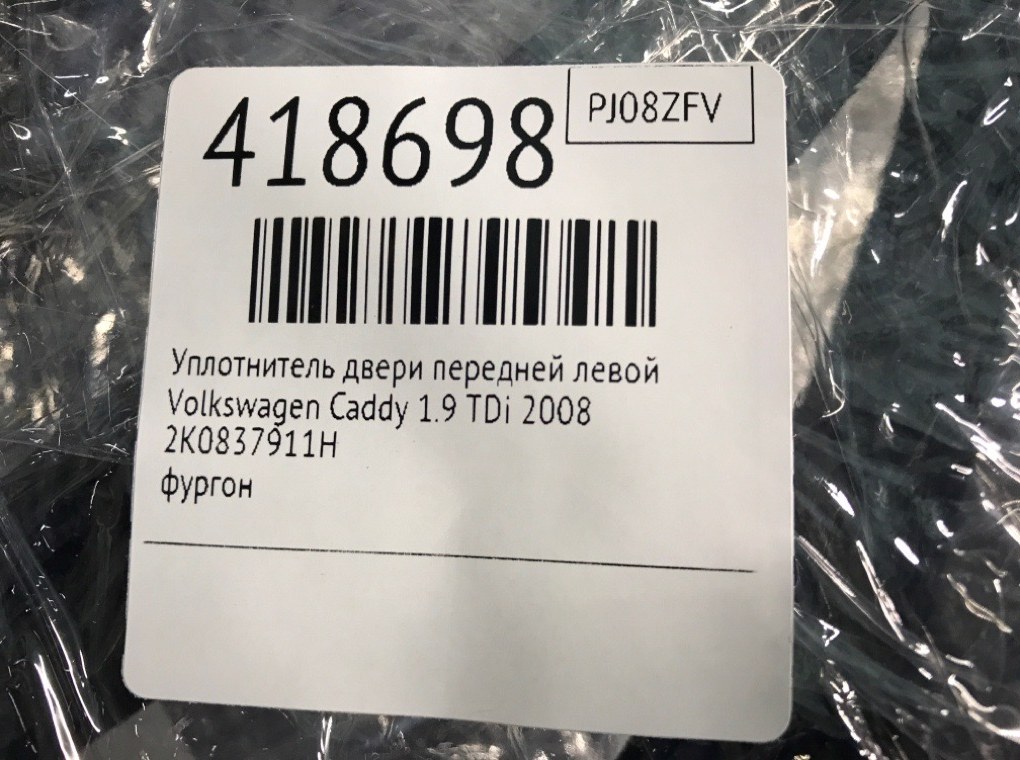 418698
PJ08ZFV
Уплотнитель двери передней левой
Volkswagen Caddy 1.9 TDi 2008
2K0837911H
фургон